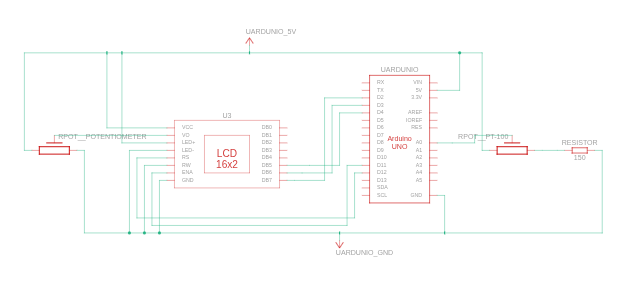 UARDUNIO_5V
UARDUNIO
RX
TX
D2
D3
D4
D5
D6
D7
D8
D9
D10
D11
D12
D13
SDA
SCL
Arduino
UNO
VIN
5V
3.3V
AREF
IOREF
RES
A0
A1
A2
A3
A4
A5
GND
U3
VCC
VO
LED+
LED-
RS
RW
ENA
GND
LCD
16x2
DB0
DB1
DB2
DB3
DB4
DB5
DB6
DB7
RPOT__POTENTIOMETER
RPOT__PT-100
RESISTOR
150
UARDUNIO_GND